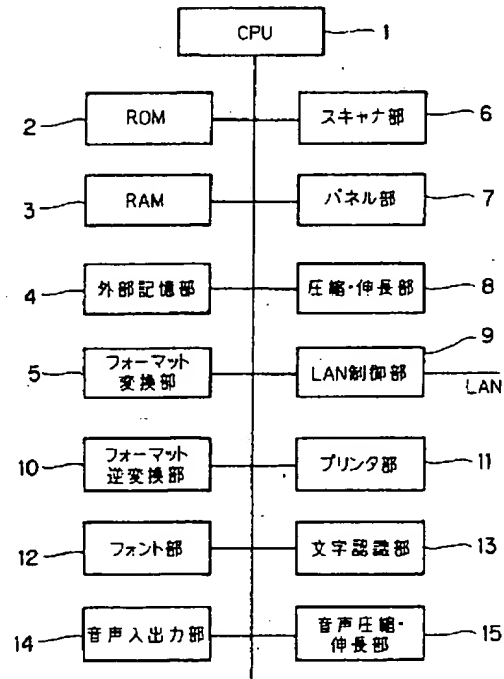 CPU 1
2 ROM スキャナ部 6
3 RAM パネル部 7
4 外部記憶部 圧縮・伸長部 8
5 フォーマット
変換部 LAN制御部 9
LAN
10 フォーマット
逆変換部 プリンタ部 11
12 フォント部 文字認識部 13
14 音声入出力部 音声圧縮・
伸長部 15